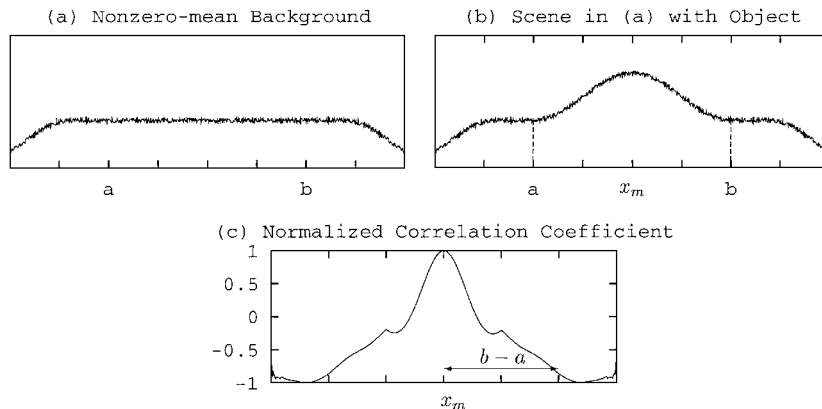 (a) Nonzero-mean Background
(b) Scene in (a) with Object
a
b
a
x_m
b
(c) Normalized Correlation Coefficient
1
0.5
0
-0.5
-1
b − a
x_m